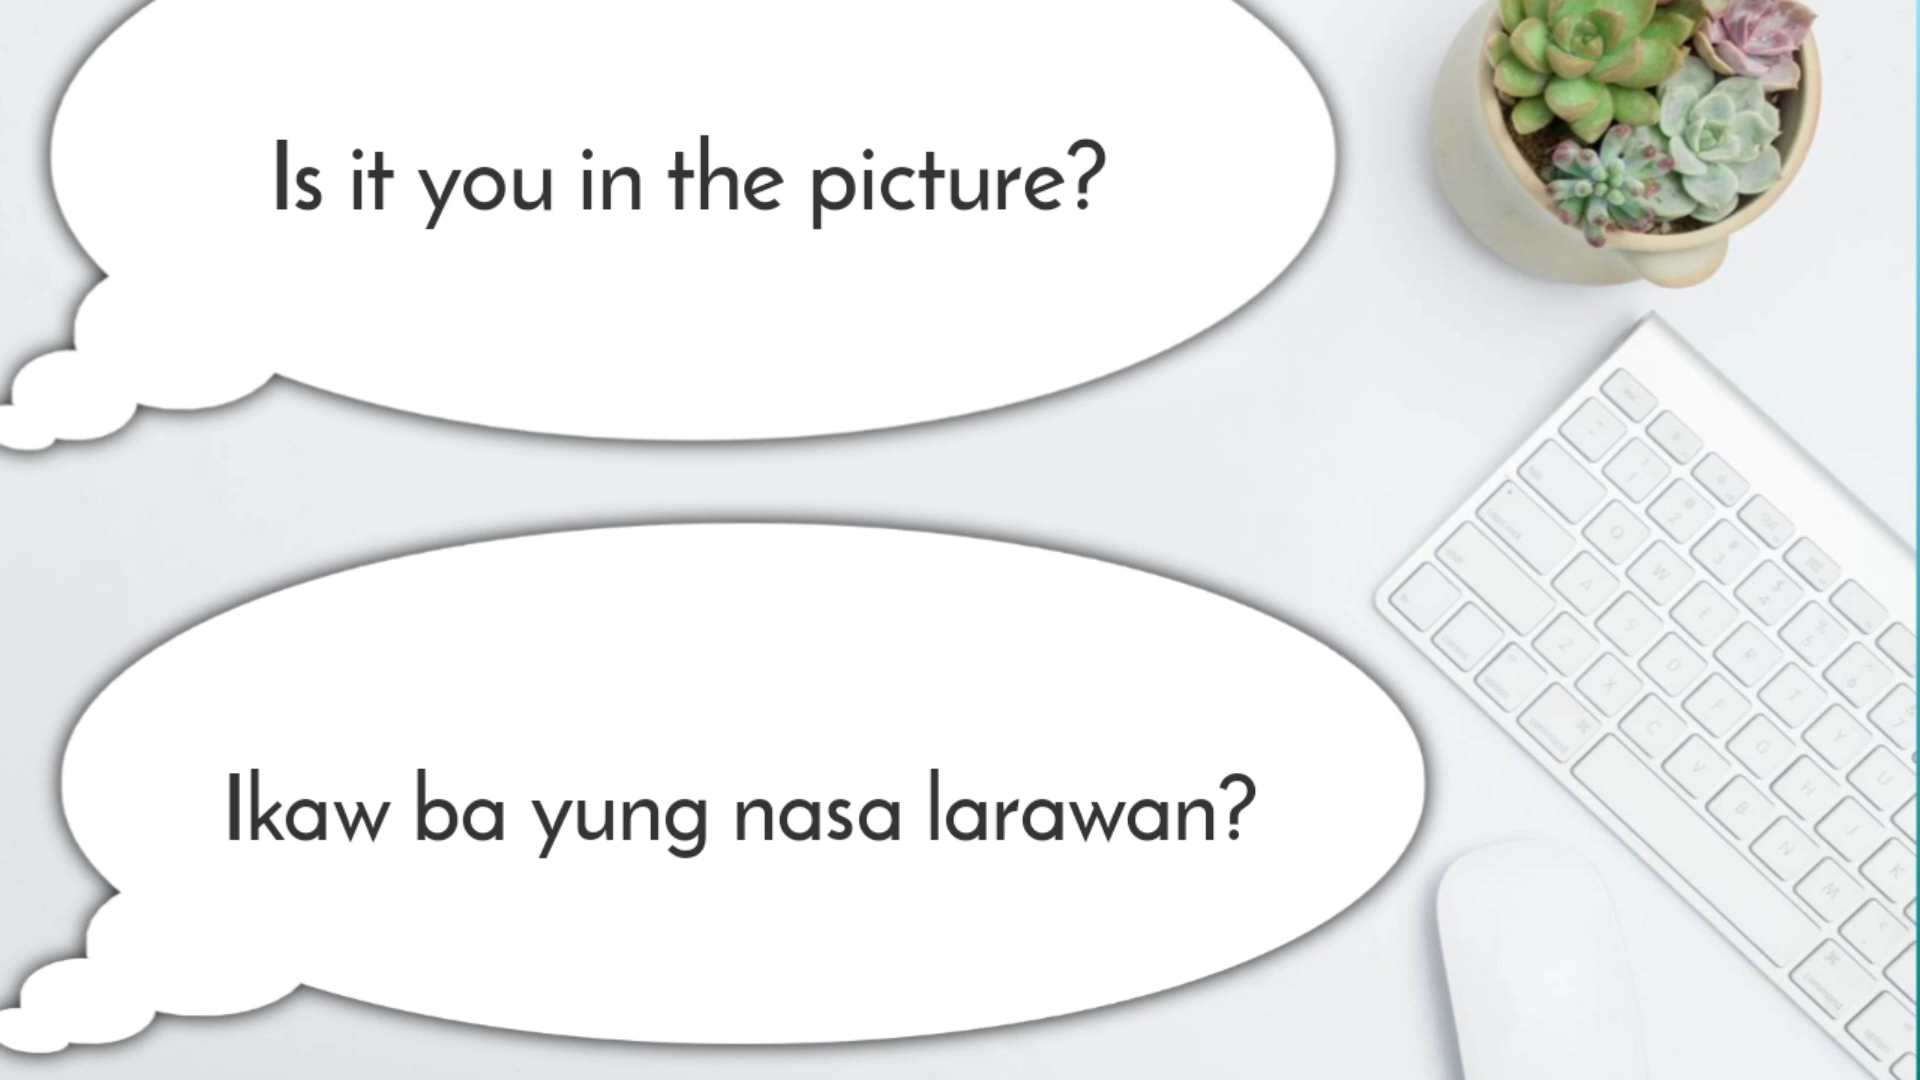 Is it you in the picture?
Ikaw ba yung nasa larawan?